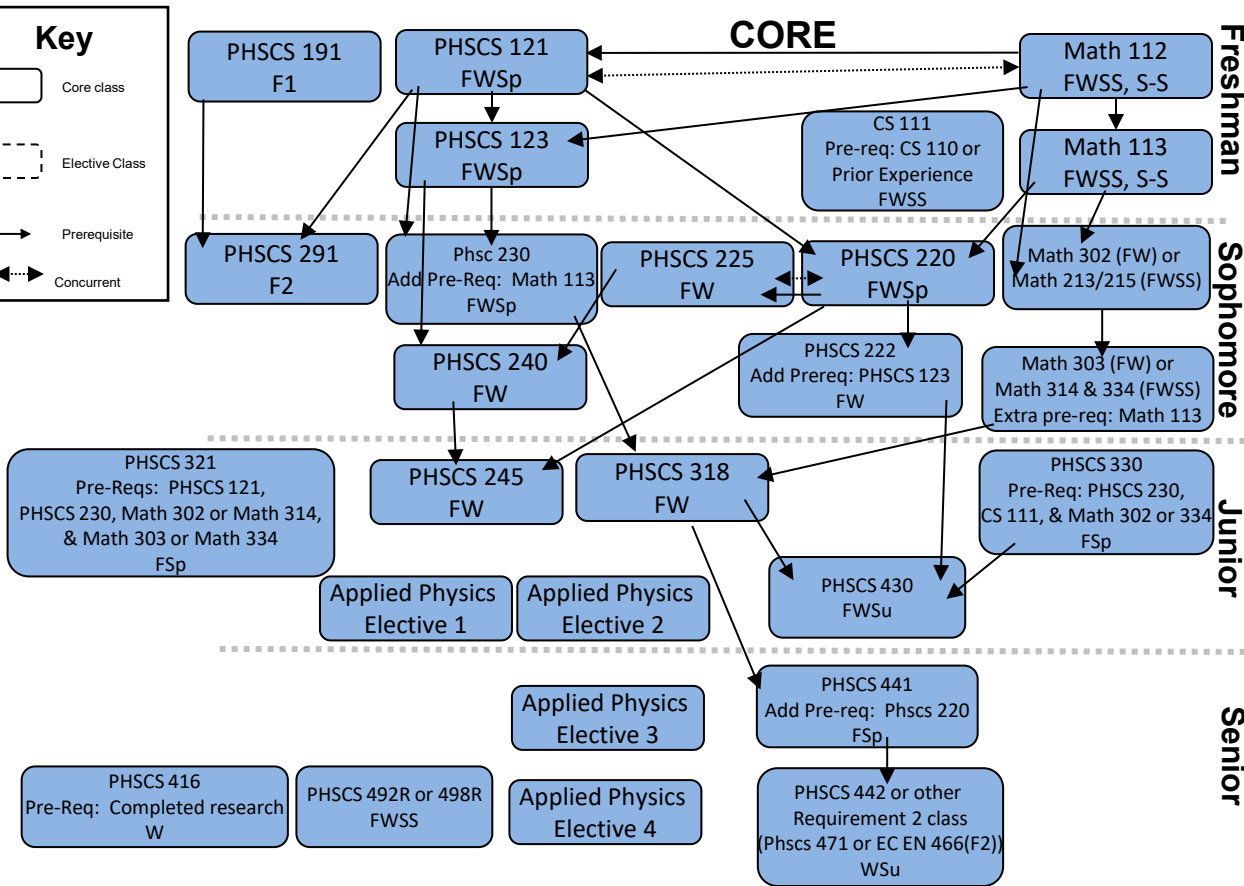 Key
Core class
Elective Class
Prerequisite
Concurrent
CORE
Freshman
PHSCS 191
F1
PHSCS 121
FWSp
Math 112
FWSS, S-S
PHSCS 123
FWSp
CS 111
Pre-req: CS 110 or
Prior Experience
FWSS
Math 113
FWSS, S-S
Sophomore
PHSCS 291
F2
Phsc 230
Add Pre-Req: Math 113
FWSp
PHSCS 225
FW
PHSCS 220
FWSp
Math 302 (FW) or
Math 213/215 (FWSS)
PHSCS 240
FW
PHSCS 222
Add Prereq: PHSCS 123
FW
Math 303 (FW) or
Math 314 & 334 (FWSS)
Extra pre-req: Math 113
Junior
PHSCS 321
Pre-Reqs: PHSCS 121,
PHSCS 230, Math 302 or Math 314,
& Math 303 or Math 334
FSp
PHSCS 245
FW
PHSCS 318
FW
PHSCS 330
Pre-Req: PHSCS 230,
CS 111, & Math 302 or 334
FSp
Applied Physics
Elective 1
Applied Physics
Elective 2
PHSCS 430
FWSu
Senior
Applied Physics
Elective 3
PHSCS 441
Add Pre-req: Phscs 220
FSp
PHSCS 416
Pre-Req: Completed research
W
PHSCS 492R or 498R
FWSS
Applied Physics
Elective 4
PHSCS 442 or other
Requirement 2 class
(Phscs 471 or EC EN 466(F2))
WSu